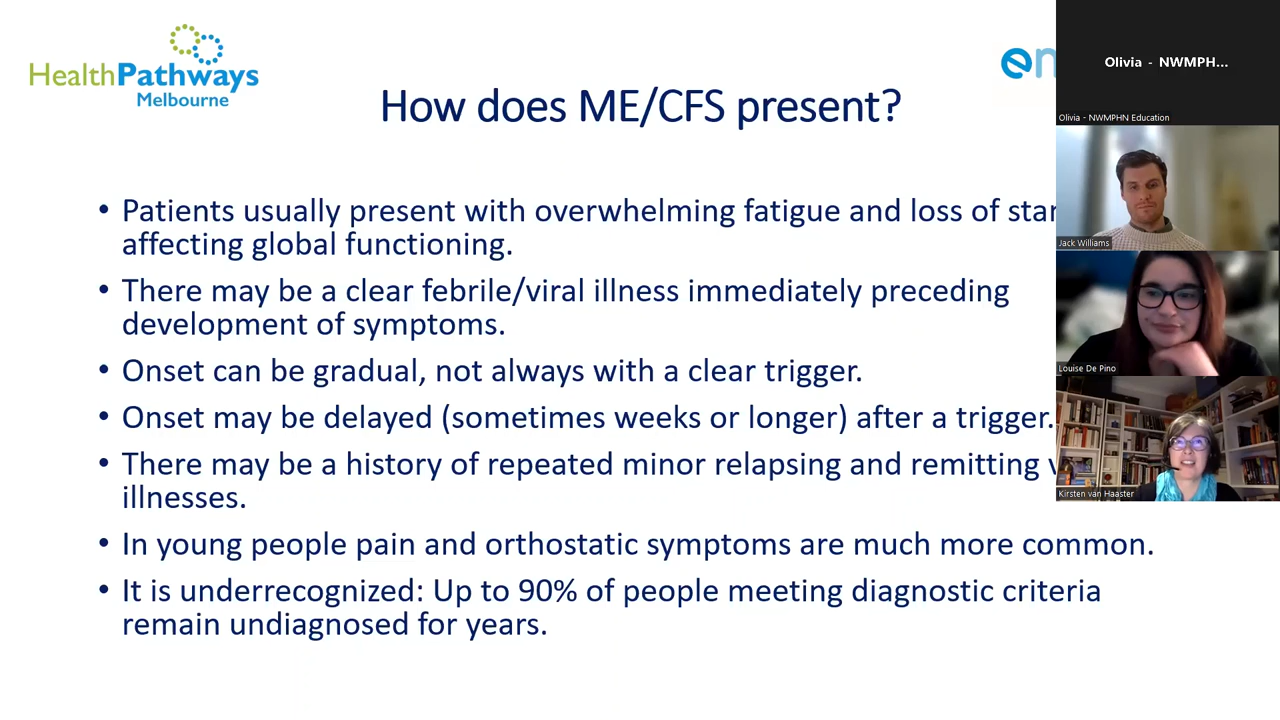 HealthPathways
Melbourne
How does ME/CFS present?
• Patients usually present with overwhelming fatigue and loss of
affecting global functioning.
• There may be a clear febrile/viral illness immediately preceding
development of symptoms.
• Onset can be gradual, not always with a clear trigger.
• Onset may be delayed (sometimes weeks or longer) after a trigger.
• There may be a history of repeated minor relapsing and remitting
illnesses.
• In young people pain and orthostatic symptoms are much more common.
• It is underrecognized: Up to 90% of people meeting diagnostic criteria
remain undiagnosed for years.
Olivia - NWMPH...
Olivia - NWMPHN Education
Jack Williams
Louise De Pino
Kirsten van Haaster